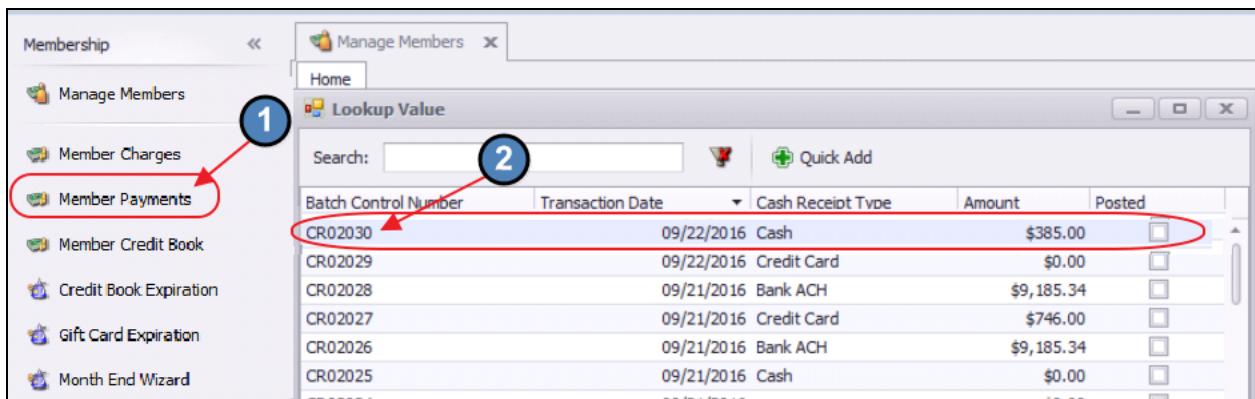 Membership «
Manage Members
Member Charges
Member Payments
Member Credit Book
Credit Book Expiration
Gift Card Expiration
Month End Wizard
1
Manage Members x
Home
Lookup Value
Search: 2 Quick Add
Batch Control Number Transaction Date Cash Receipt Type Amount Posted
CR02030 09/22/2016 Cash $385.00
CR02029 09/22/2016 Credit Card $0.00
CR02028 09/21/2016 Bank ACH $9,185.34
CR02027 09/21/2016 Credit Card $746.00
CR02026 09/21/2016 Bank ACH $9,185.34
CR02025 09/21/2016 Cash $0.00